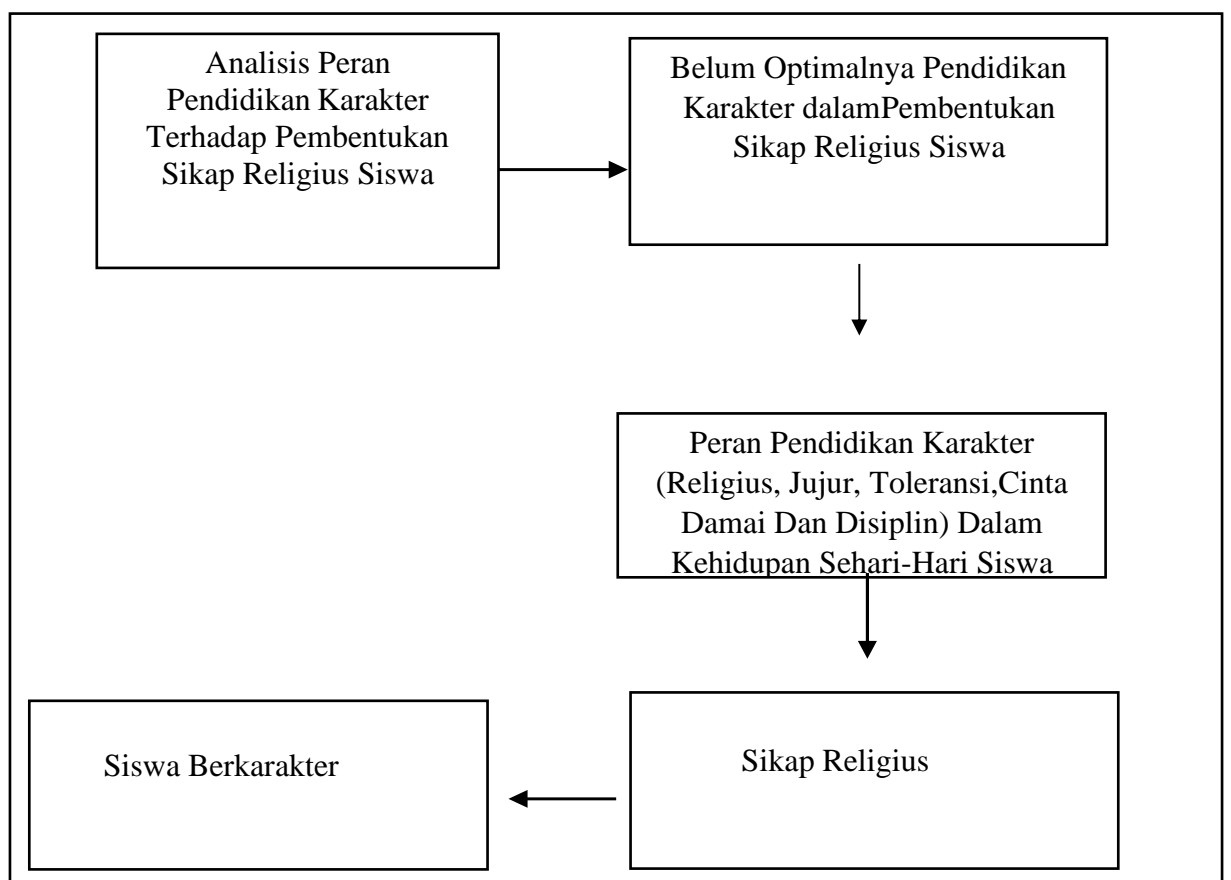 Analisis Peran
Pendidikan Karakter
Terhadap Pembentukan
Sikap Religius Siswa
Belum Optimalnya Pendidikan
Karakter dalamPembentukan
Sikap Religius Siswa
Peran Pendidikan Karakter
(Religius, Jujur, Toleransi,Cinta
Damai Dan Disiplin) Dalam
Kehidupan Sehari-Hari Siswa
Sikap Religius
Siswa Berkarakter